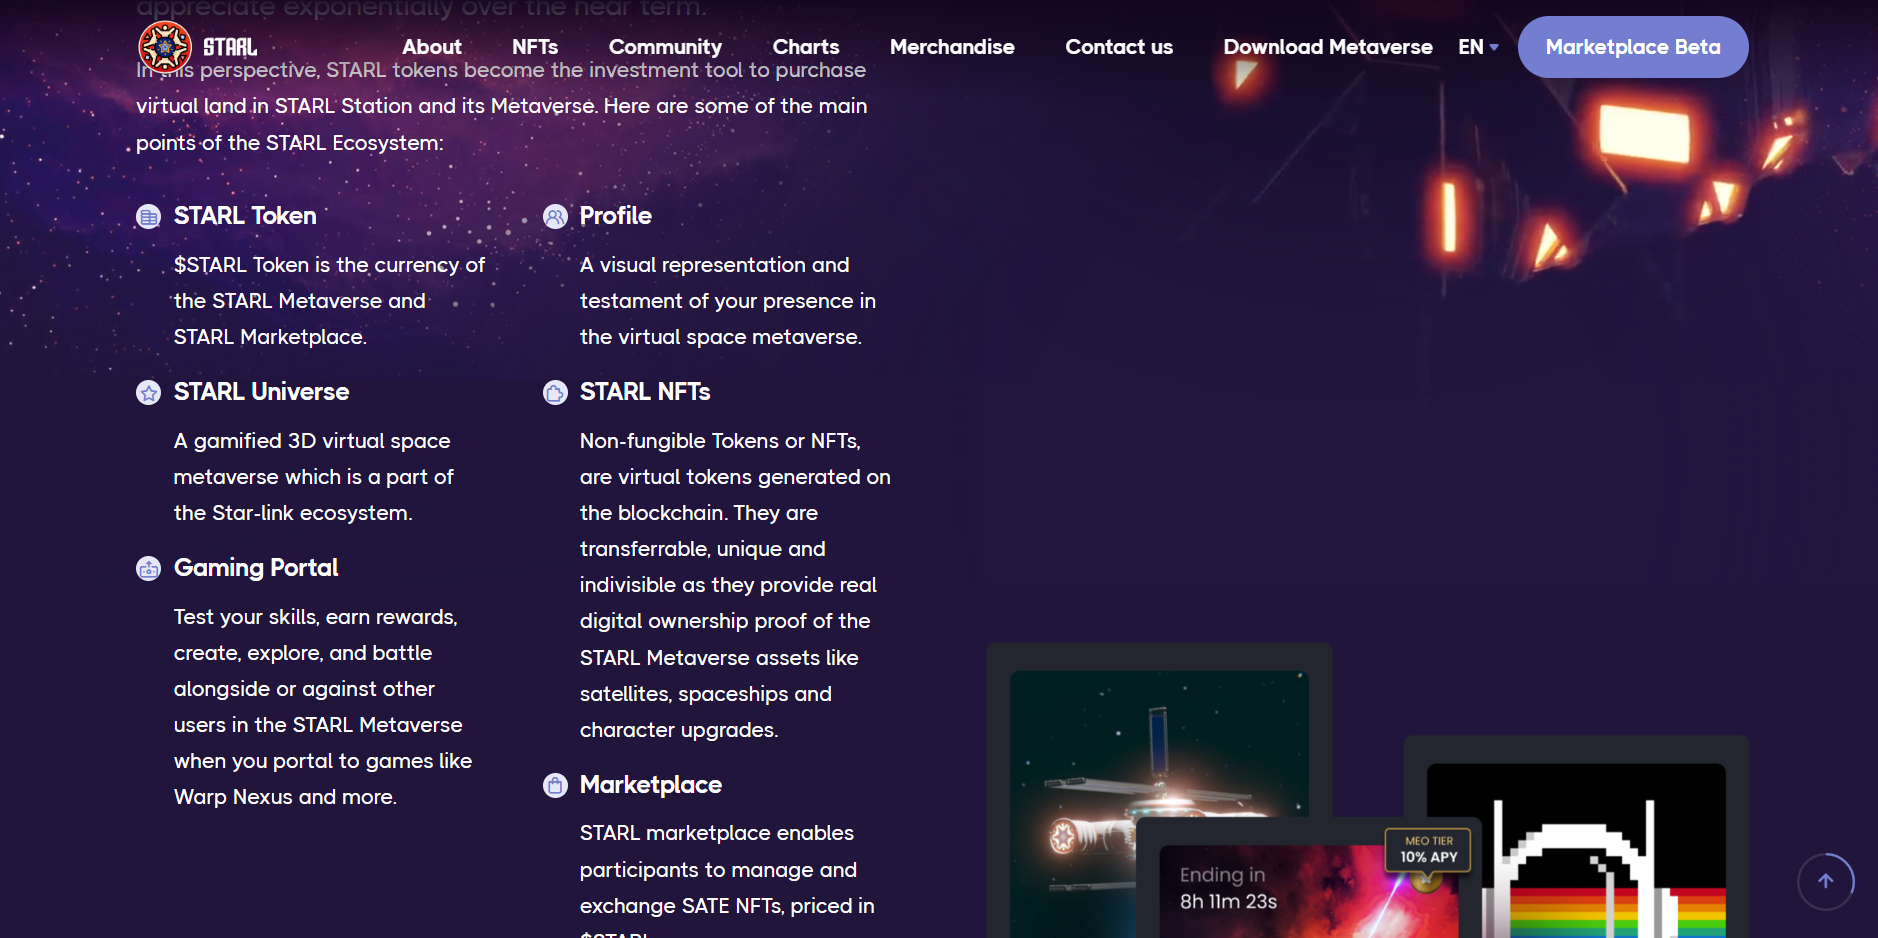 appreciate exponentially over the near term.
STARL
About
NFTs
Community
Charts
Merchandise
Contact us
Download Metaverse
EN
Marketplace Beta
In this perspective, STARL tokens become the investment tool to purchase
virtual land in STARL Station and its Metaverse. Here are some of the main
points of the STARL Ecosystem:
STARL Token
$STARL Token is the currency of
the STARL Metaverse and
STARL Marketplace.
STARL Universe
A gamified 3D virtual space
metaverse which is a part of
the Star-link ecosystem.
Gaming Portal
Test your skills, earn rewards,
create, explore, and battle
alongside or against other
users in the STARL Metaverse
when you portal to games like
Warp Nexus and more.
Profile
A visual representation and
testament of your presence in
the virtual space metaverse.
STARL NFTs
Non-fungible Tokens or NFTs,
are virtual tokens generated on
the blockchain. They are
transferrable, unique and
indivisible as they provide real
digital ownership proof of the
STARL Metaverse assets like
satellites, spaceships and
character upgrades.
Marketplace
STARL marketplace enables
participants to manage and
exchange SATE NFTs, priced in
$STARL
MEO TIER
10% APY
Ending in
8h 11m 23s